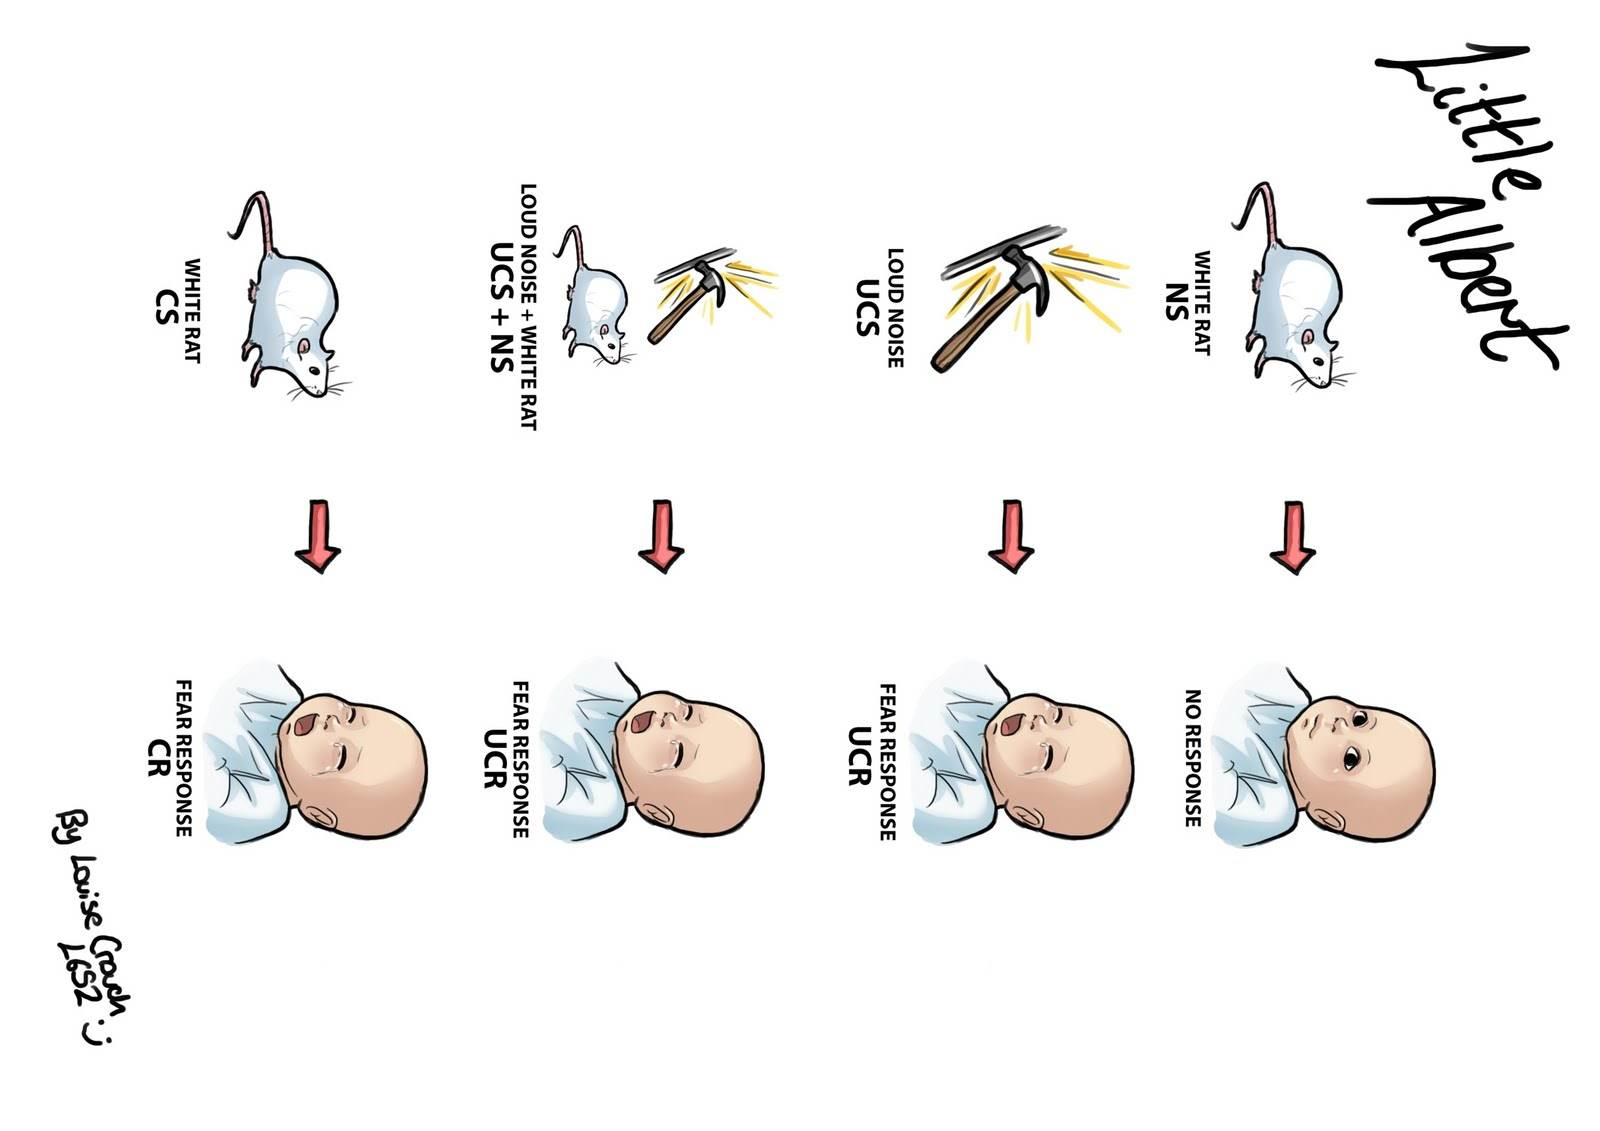 Little
Albert
WHITE RAT
NS
NO RESPONSE
LOUD NOISE
UCS
FEAR RESPONSE
UCR
LOUD NOISE + WHITE RAT
UCS + NS
FEAR RESPONSE
UCR
WHITE RAT
CS
FEAR RESPONSE
CR
By Louise Crouch
L6S2 :)